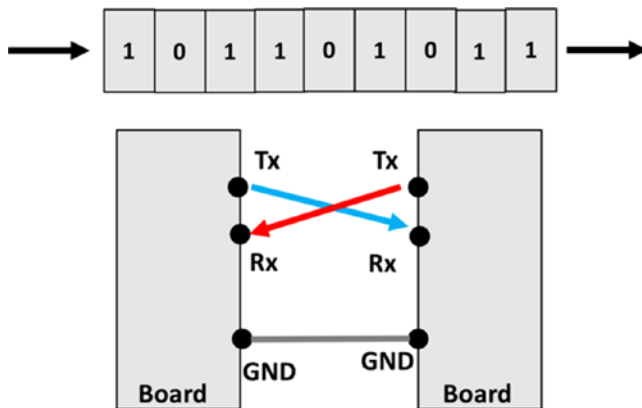 1 0 1 1 0 1 0 1 1
Tx Tx
Rx Rx
GND GND
Board Board